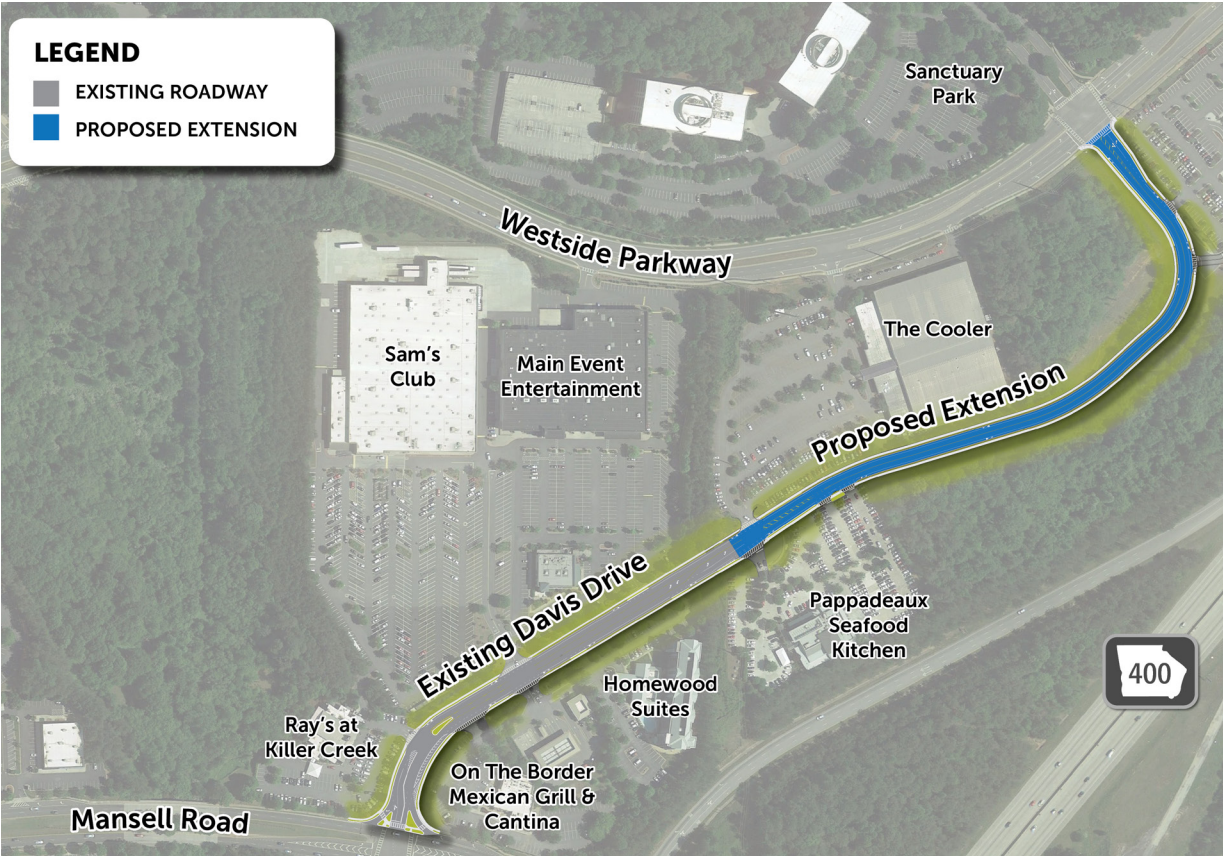 LEGEND
EXISTING ROADWAY
PROPOSED EXTENSION
Sanctuary
Park
Westside Parkway
The Cooler
Sam's
Club
Main Event
Entertainment
Proposed Extension
Existing Davis Drive
Pappadeaux
Seafood
Kitchen
400
Homewood
Suites
Ray's at
Killer Creek
On The Border
Mexican Grill &
Cantina
Mansell Road